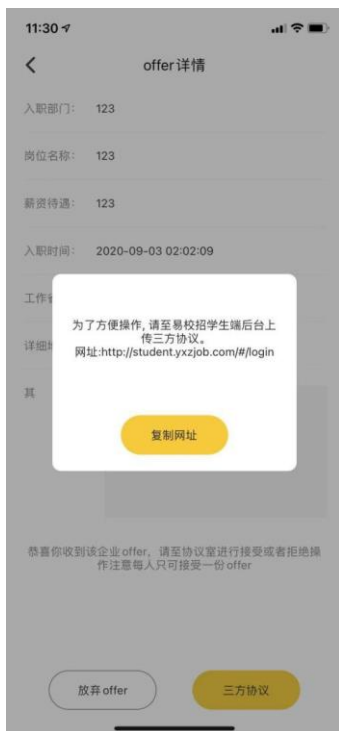 11:30
offer详情
入职部门: 123
岗位名称: 123
薪资待遇: 123
入职时间: 2020-09-03 02:02:09
工作
为了方便操作, 请至易校招学生端后台上
传三方协议。
网址:http://student.yxzjob.com/#/login
详细
其
复制网址
恭喜你收到该企业offer, 请至协议室进行接受或者拒绝操
作注意每人只可接受一份offer
放弃offer
三方协议